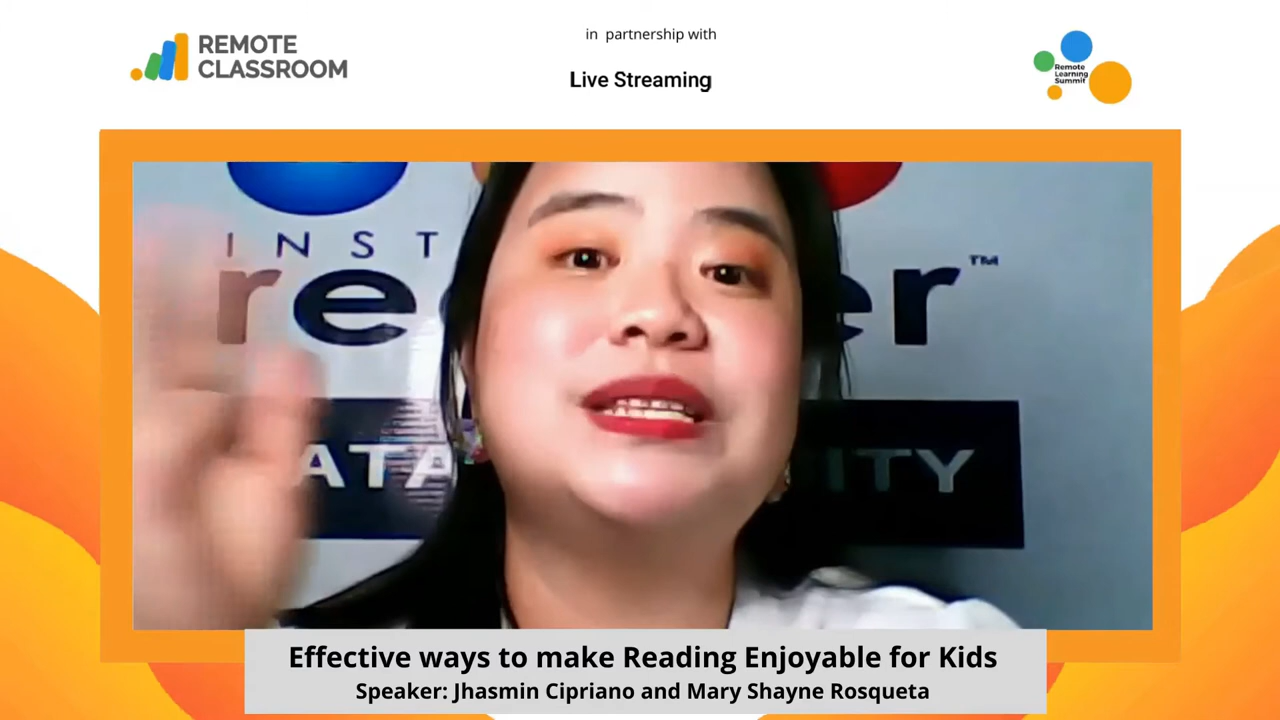 REMOTE
CLASSROOM
in partnership with
Live Streaming
Remote
Learning
Summit
INST
re er™
ATA ITY
Effective ways to make Reading Enjoyable for Kids
Speaker: Jhasmin Cipriano and Mary Shayne Rosqueta